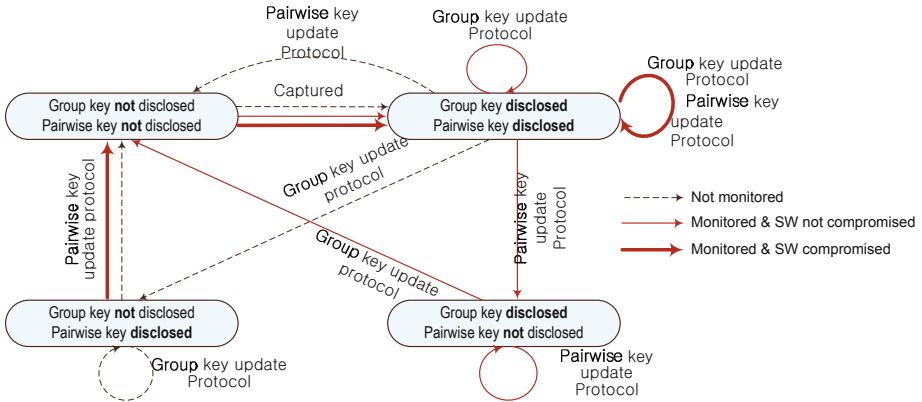 Pairwise key
update
Protocol
Group key update
Protocol
Captured
Group key update
Protocol
Pairwise key
update
Protocol
Group key not disclosed
Pairwise key not disclosed
Group key disclosed
Pairwise key disclosed
Pairwise key
update protocol
Group key update
protocol
Pairwise key
update
Protocol
Group key update
protocol
Not monitored
Monitored & SW not compromised
Monitored & SW compromised
Group key not disclosed
Pairwise key disclosed
Group key disclosed
Pairwise key not disclosed
Group key update
Protocol
Pairwise key
update
Protocol